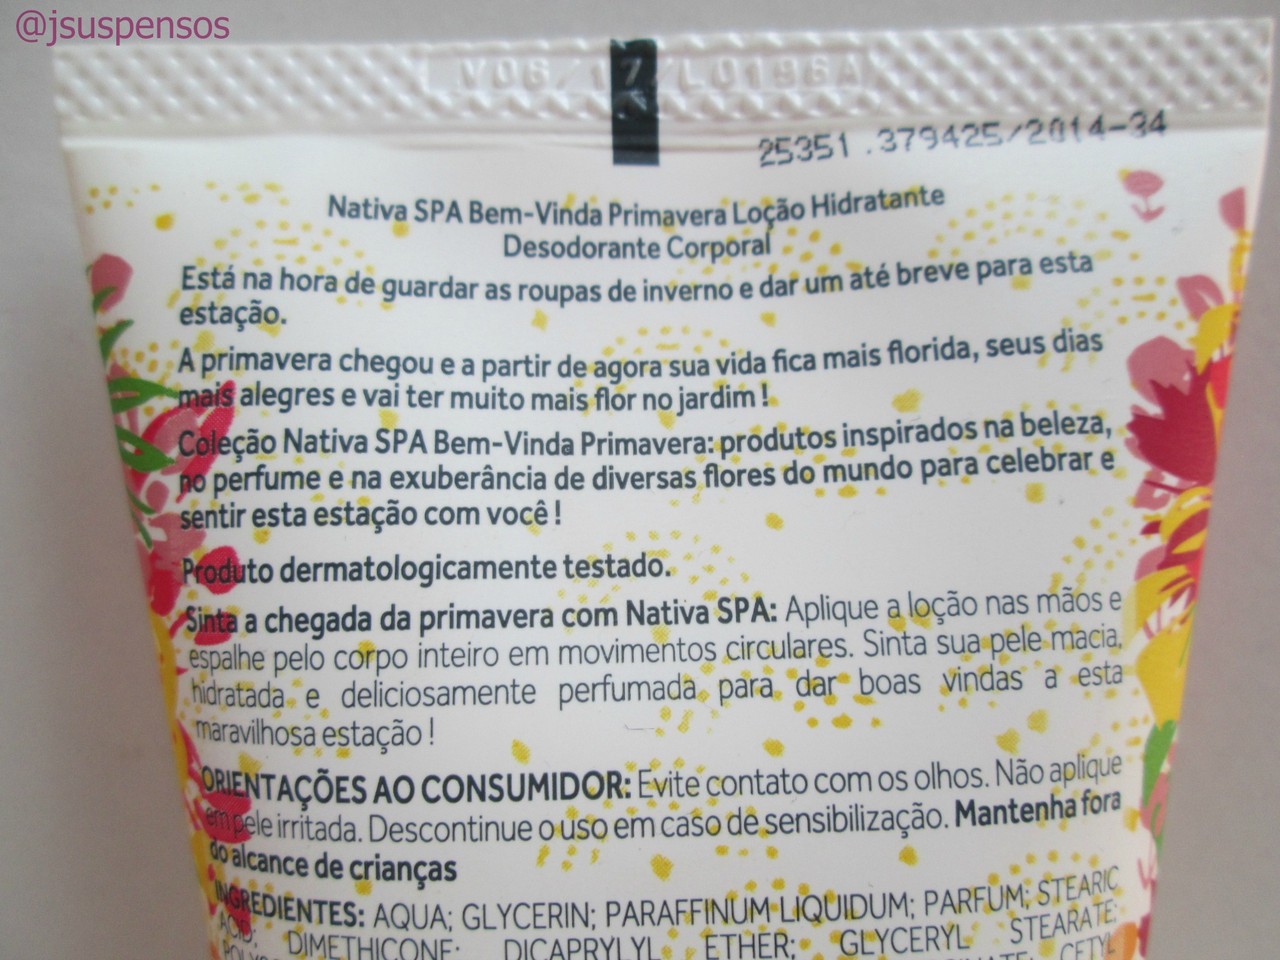 @jsuspensos
V06/17/L0196A
25351.379425/2014-34
Nativa SPA Bem-Vinda Primavera Loção Hidratante
Desodorante Corporal
Está na hora de guardar as roupas de inverno e dar um até breve para esta
estação.
A primavera chegou e a partir de agora sua vida fica mais florida, seus dias
mais alegres e vai ter muito mais flor no jardim !
Coleção Nativa SPA Bem-Vinda Primavera: produtos inspirados na beleza,
no perfume e na exuberância de diversas flores do mundo para celebrar e
sentir esta estação com você !
Produto dermatologicamente testado.
Sinta a chegada da primavera com Nativa SPA: Aplique a loção nas mãos e
espalhe pelo corpo inteiro em movimentos circulares. Sinta sua pele macia,
hidratada e deliciosamente perfumada para dar boas vindas a esta
maravilhosa estação !
ORIENTAÇÕES AO CONSUMIDOR: Evite contato com os olhos. Não aplique
em pele irritada. Descontinue o uso em caso de sensibilização. Mantenha fora
do alcance de crianças
INGREDIENTES: AQUA; GLYCERIN; PARAFFINUM LIQUIDUM; PARFUM; STEARIC
ACID; DIMETHICONE; DICAPRYLYL ETHER; GLYCERYL STEARATE;
CETYL